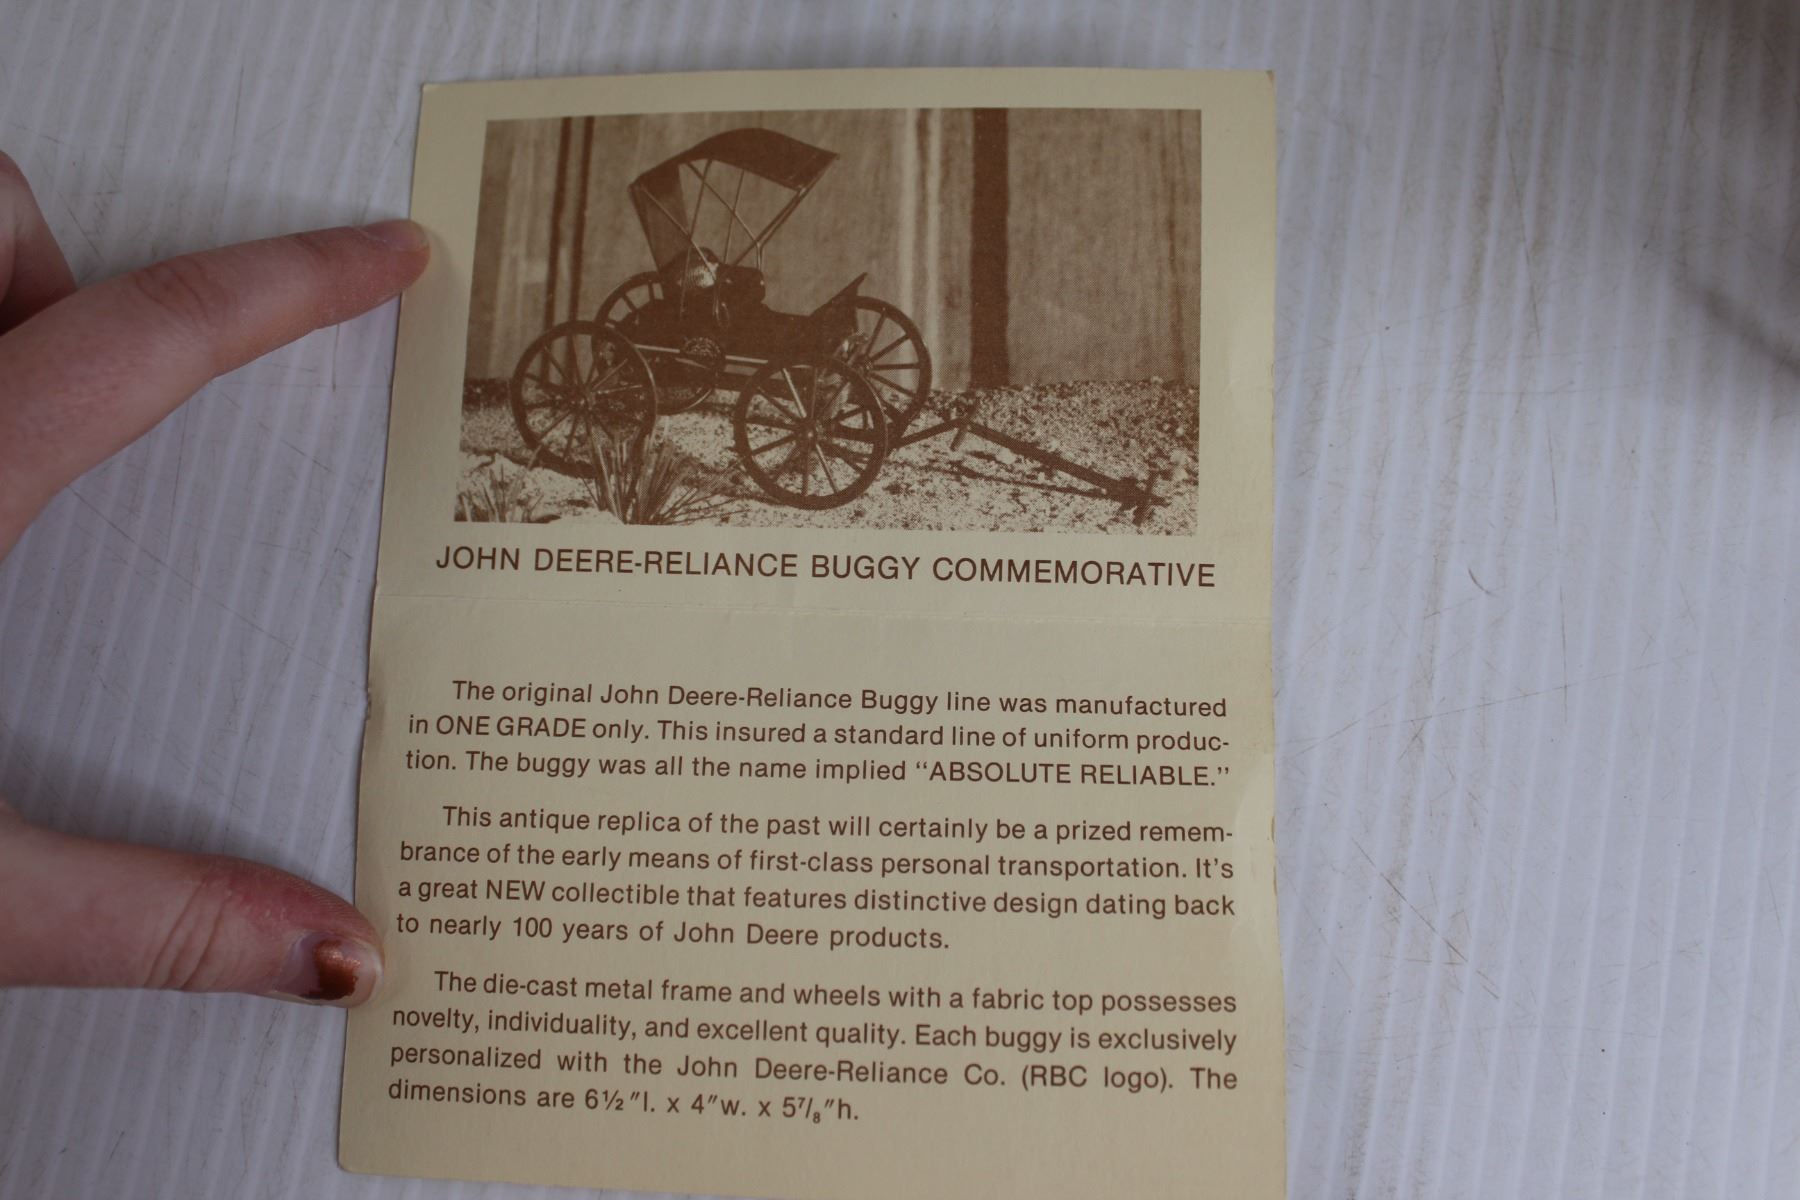 JOHN DEERE-RELIANCE BUGGY COMMEMORATIVE
The original John Deere-Reliance Buggy line was manufactured
in ONE GRADE only. This insured a standard line of uniform produc-
tion. The buggy was all the name implied “ABSOLUTE RELIABLE.”
This antique replica of the past will certainly be a prized remem-
brance of the early means of first-class personal transportation. It’s
a great NEW collectible that features distinctive design dating back
to nearly 100 years of John Deere products.
The die-cast metal frame and wheels with a fabric top possesses
novelty, individuality, and excellent quality. Each buggy is exclusively
personalized with the John Deere-Reliance Co. (RBC logo). The
dimensions are 6½″l. x 4″w. x 5⅞″h.